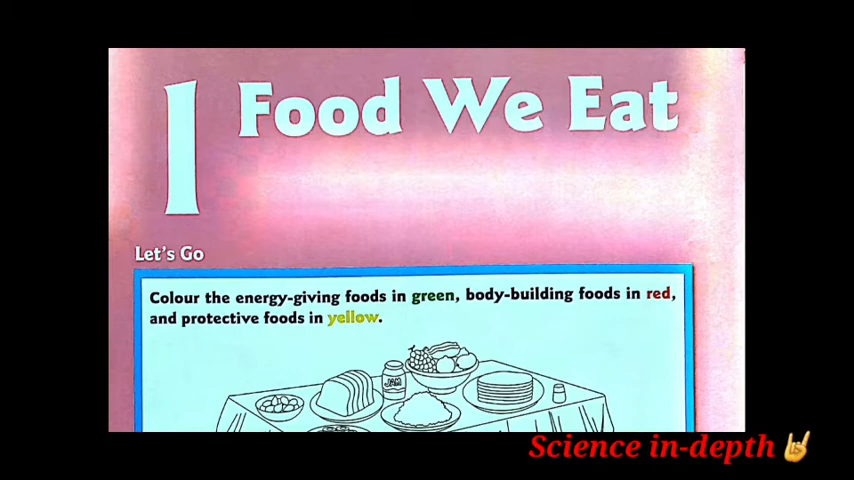 1 Food We Eat
Let's Go
Colour the energy-giving foods in green, body-building foods in red,
and protective foods in yellow.
JAM
Science in-depth 🤘